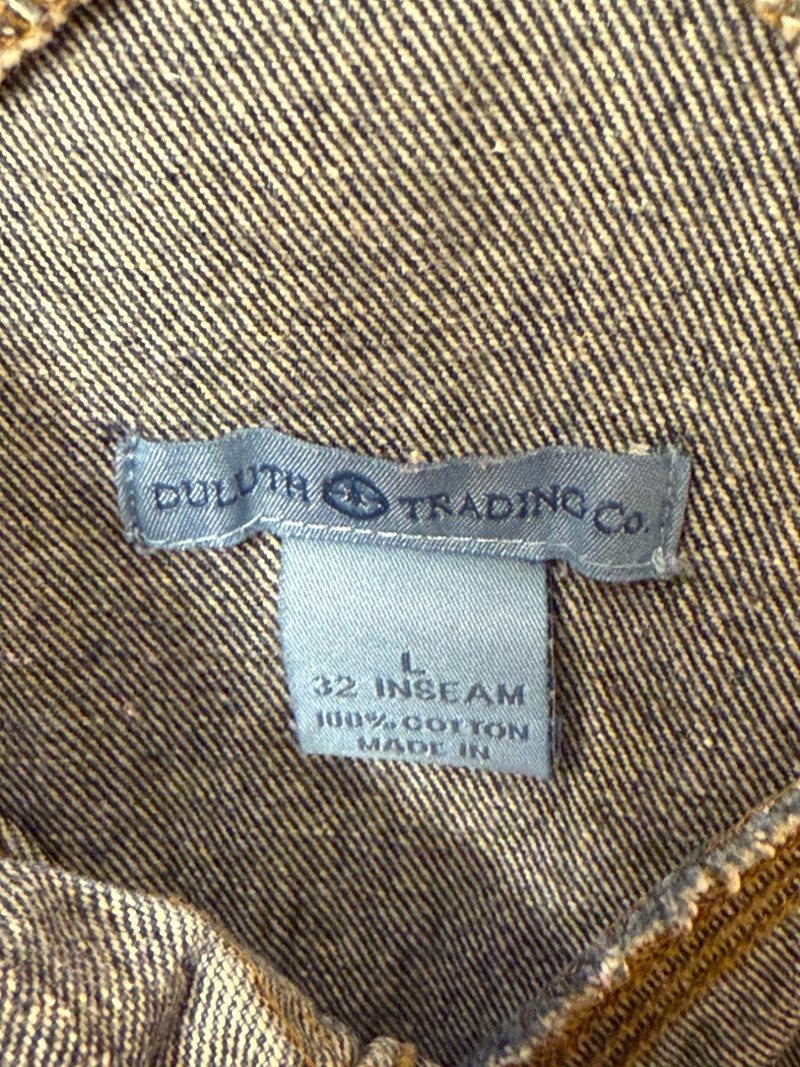 DULUTH TRADING Co.
L
32 INSEAM
100% COTTON
MADE IN